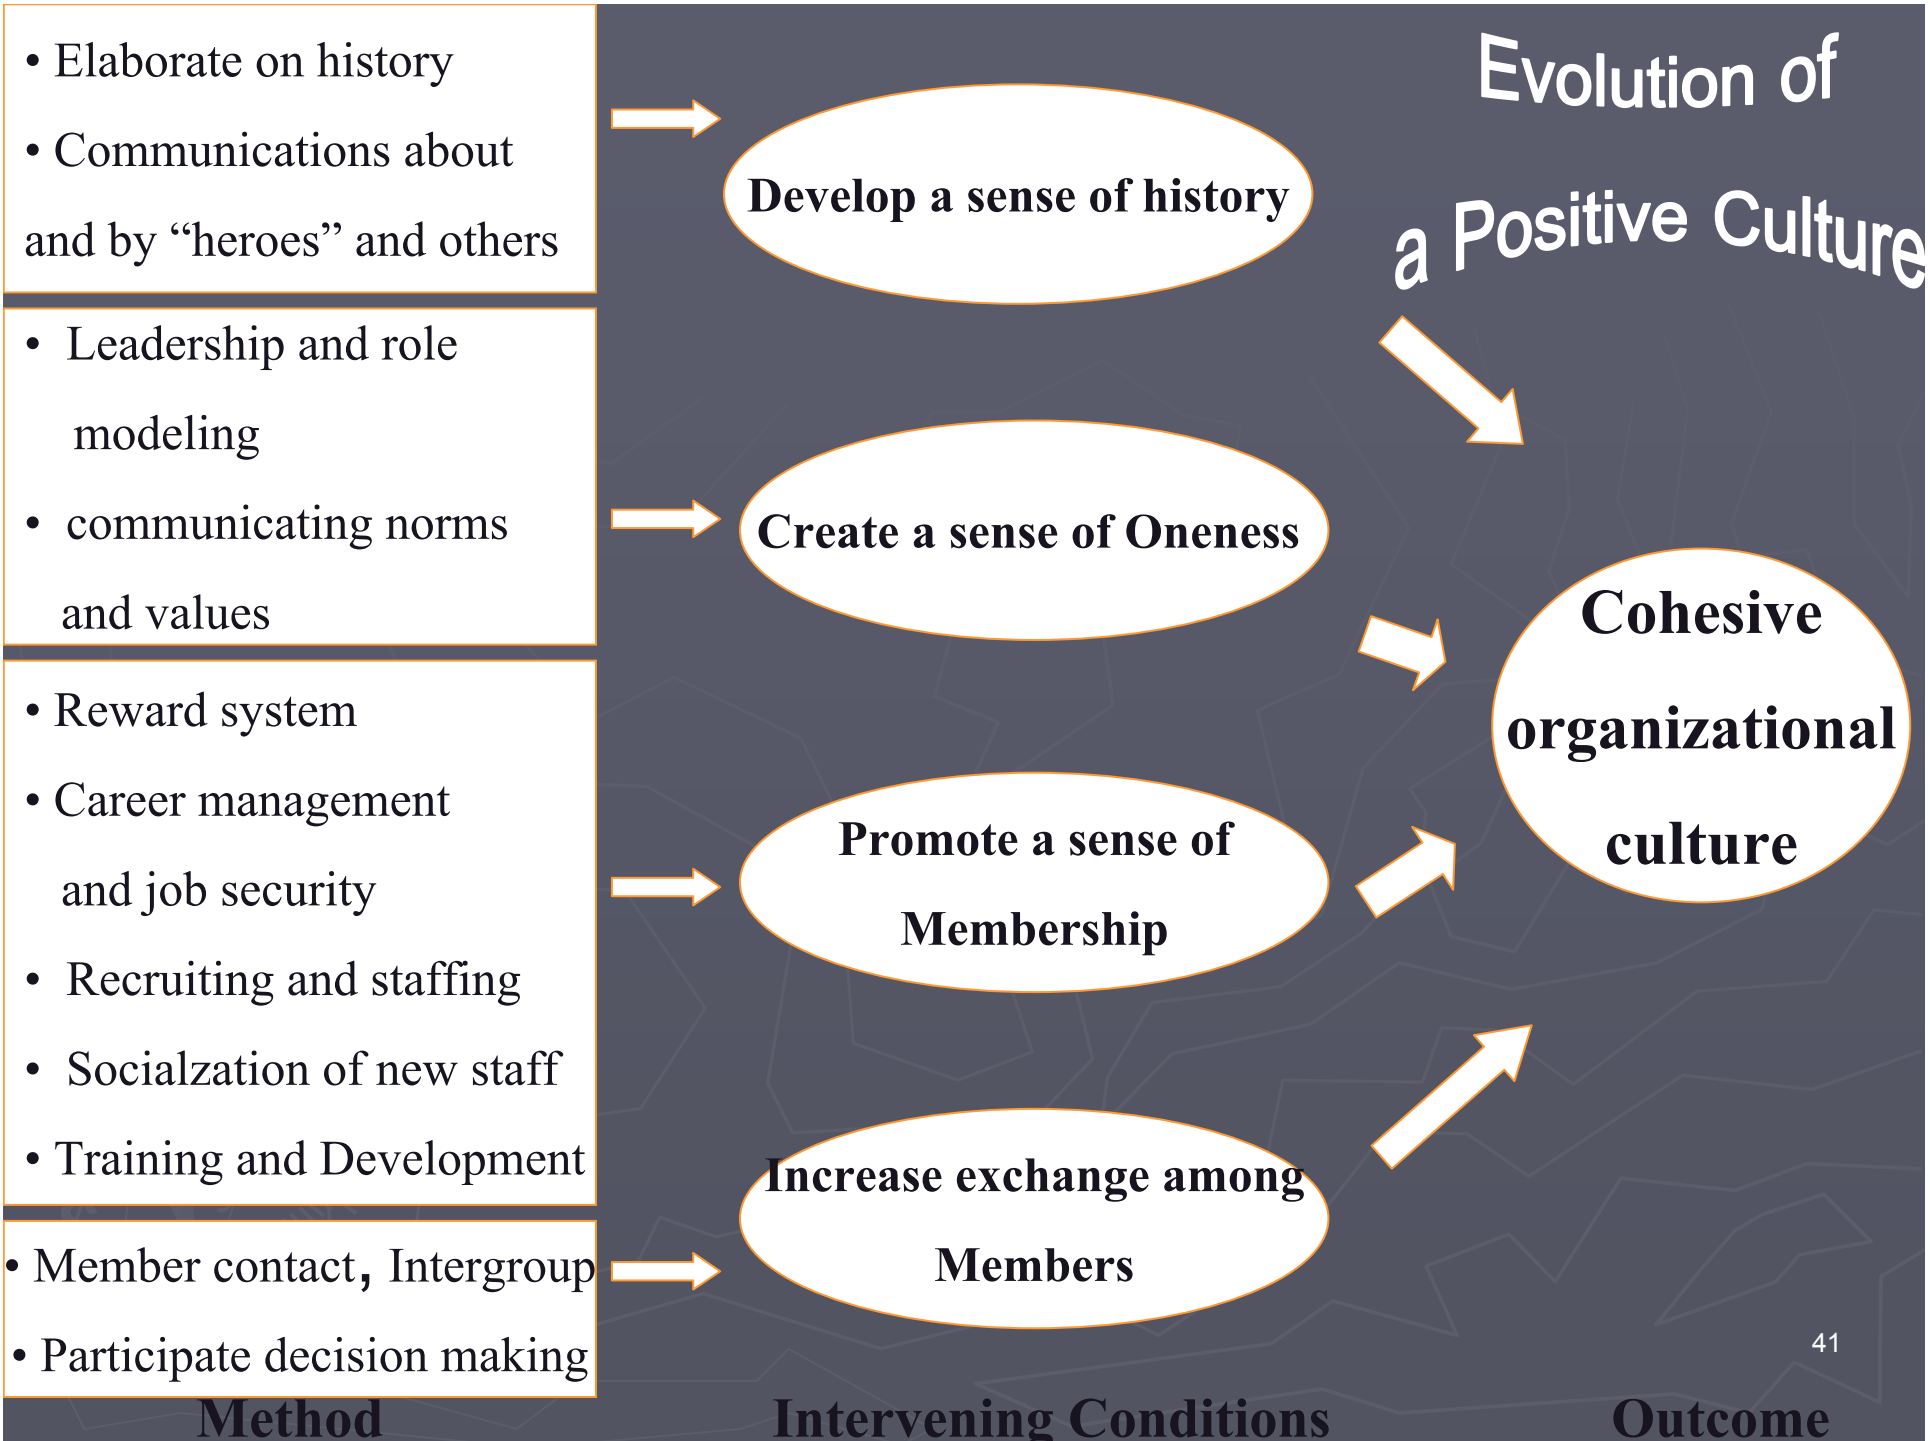 • Elaborate on history
• Communications about
and by “heroes” and others
• Leadership and role
modeling
• communicating norms
and values
• Reward system
• Career management
and job security
• Recruiting and staffing
• Socialzation of new staff
• Training and Development
• Member contact, Intergroup
• Participate decision making
Method
Develop a sense of history
Create a sense of Oneness
Promote a sense of
Membership
Increase exchange among
Members
Intervening Conditions
Evolution of
a Positive Culture
Cohesive
organizational
culture
41
Outcome